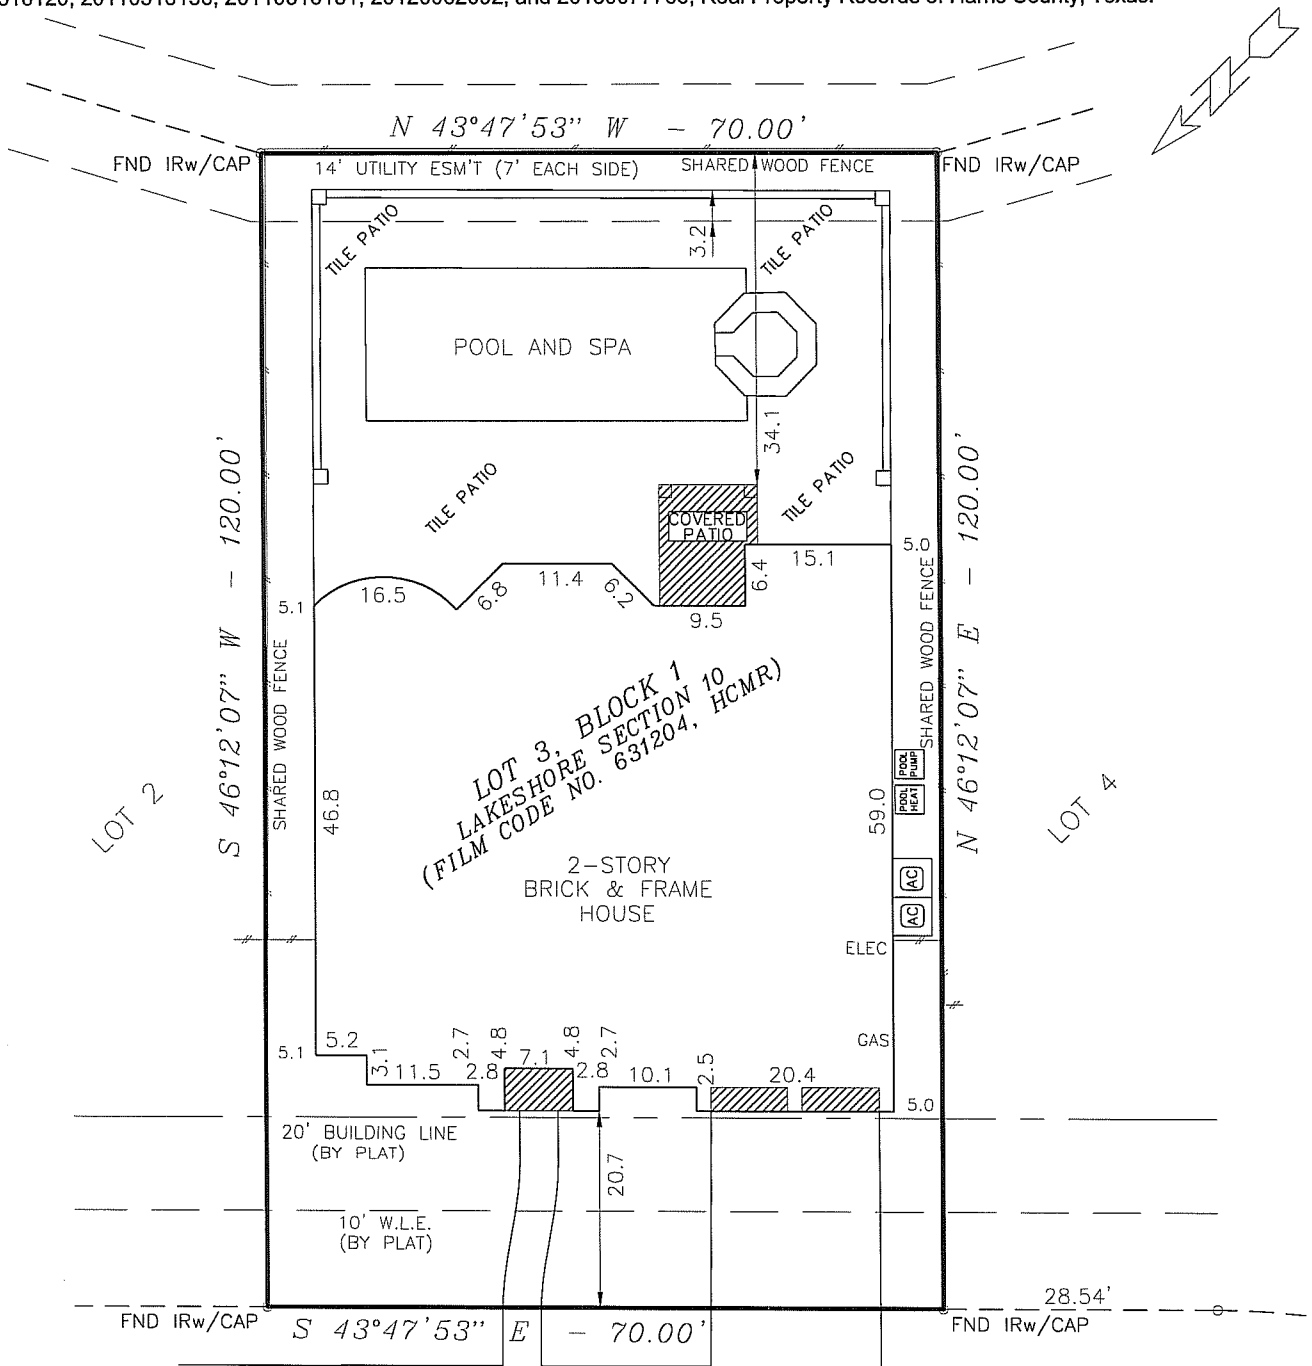 Real Property Records of Harris County, Texas.
N 43°47'53" W - 70.00'
FND IRw/CAP
14' UTILITY ESM'T (7' EACH SIDE)
SHARED WOOD FENCE
FND IRw/CAP
TILE PATIO
3.2
TILE PATIO
POOL AND SPA
34.1
S 46°12'07" W - 120.00'
N 46°12'07" E - 120.00'
TILE PATIO
TILE PATIO
COVERED
PATIO
5.0
15.1
6.4
11.4
16.5
6.8
6.2
9.5
5.1
SHARED WOOD FENCE
SHARED WOOD FENCE
LOT 3, BLOCK 1
LAKESHORE SECTION 10
(FILM CODE NO. 631204, HCMR)
POOL
PUMP
POOL
HEAT
LOT 2
46.8
59.0
LOT 4
2-STORY
BRICK & FRAME
HOUSE
AC
AC
ELEC
GAS
5.1
5.2
3.1
11.5
2.7
2.8
4.8
7.1
4.8
2.8
2.7
10.1
2.5
20.4
5.0
20' BUILDING LINE
(BY PLAT)
20.7
10' W.L.E.
(BY PLAT)
28.54'
FND IRw/CAP
S 43°47'53" E - 70.00'
FND IRw/CAP